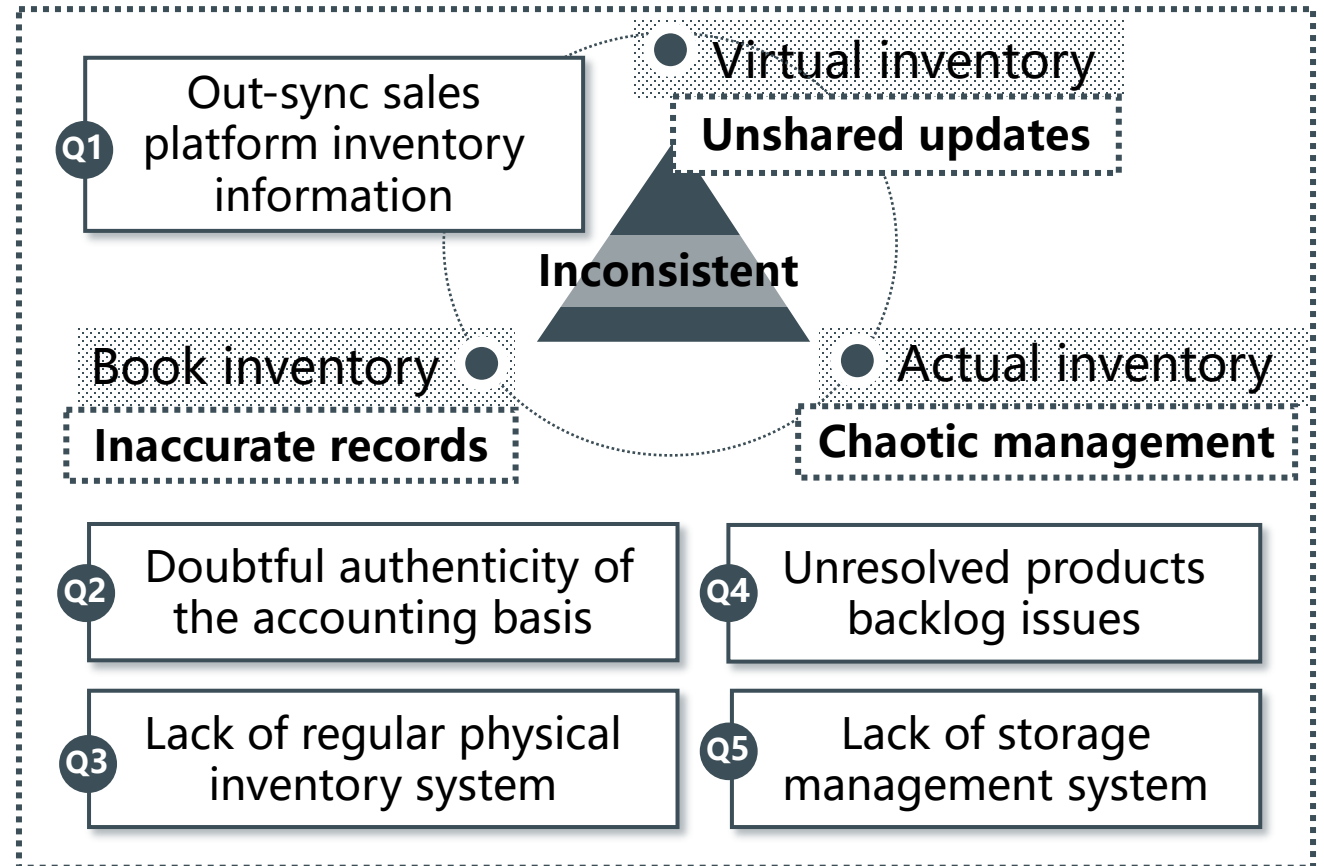 Virtual inventory
Unshared updates
Q1
Out-sync sales
platform inventory
information
Inconsistent
Book inventory
Inaccurate records
Actual inventory
Chaotic management
Q2
Doubtful authenticity of
the accounting basis
Q4
Unresolved products
backlog issues
Q3
Lack of regular physical
inventory system
Q5
Lack of storage
management system